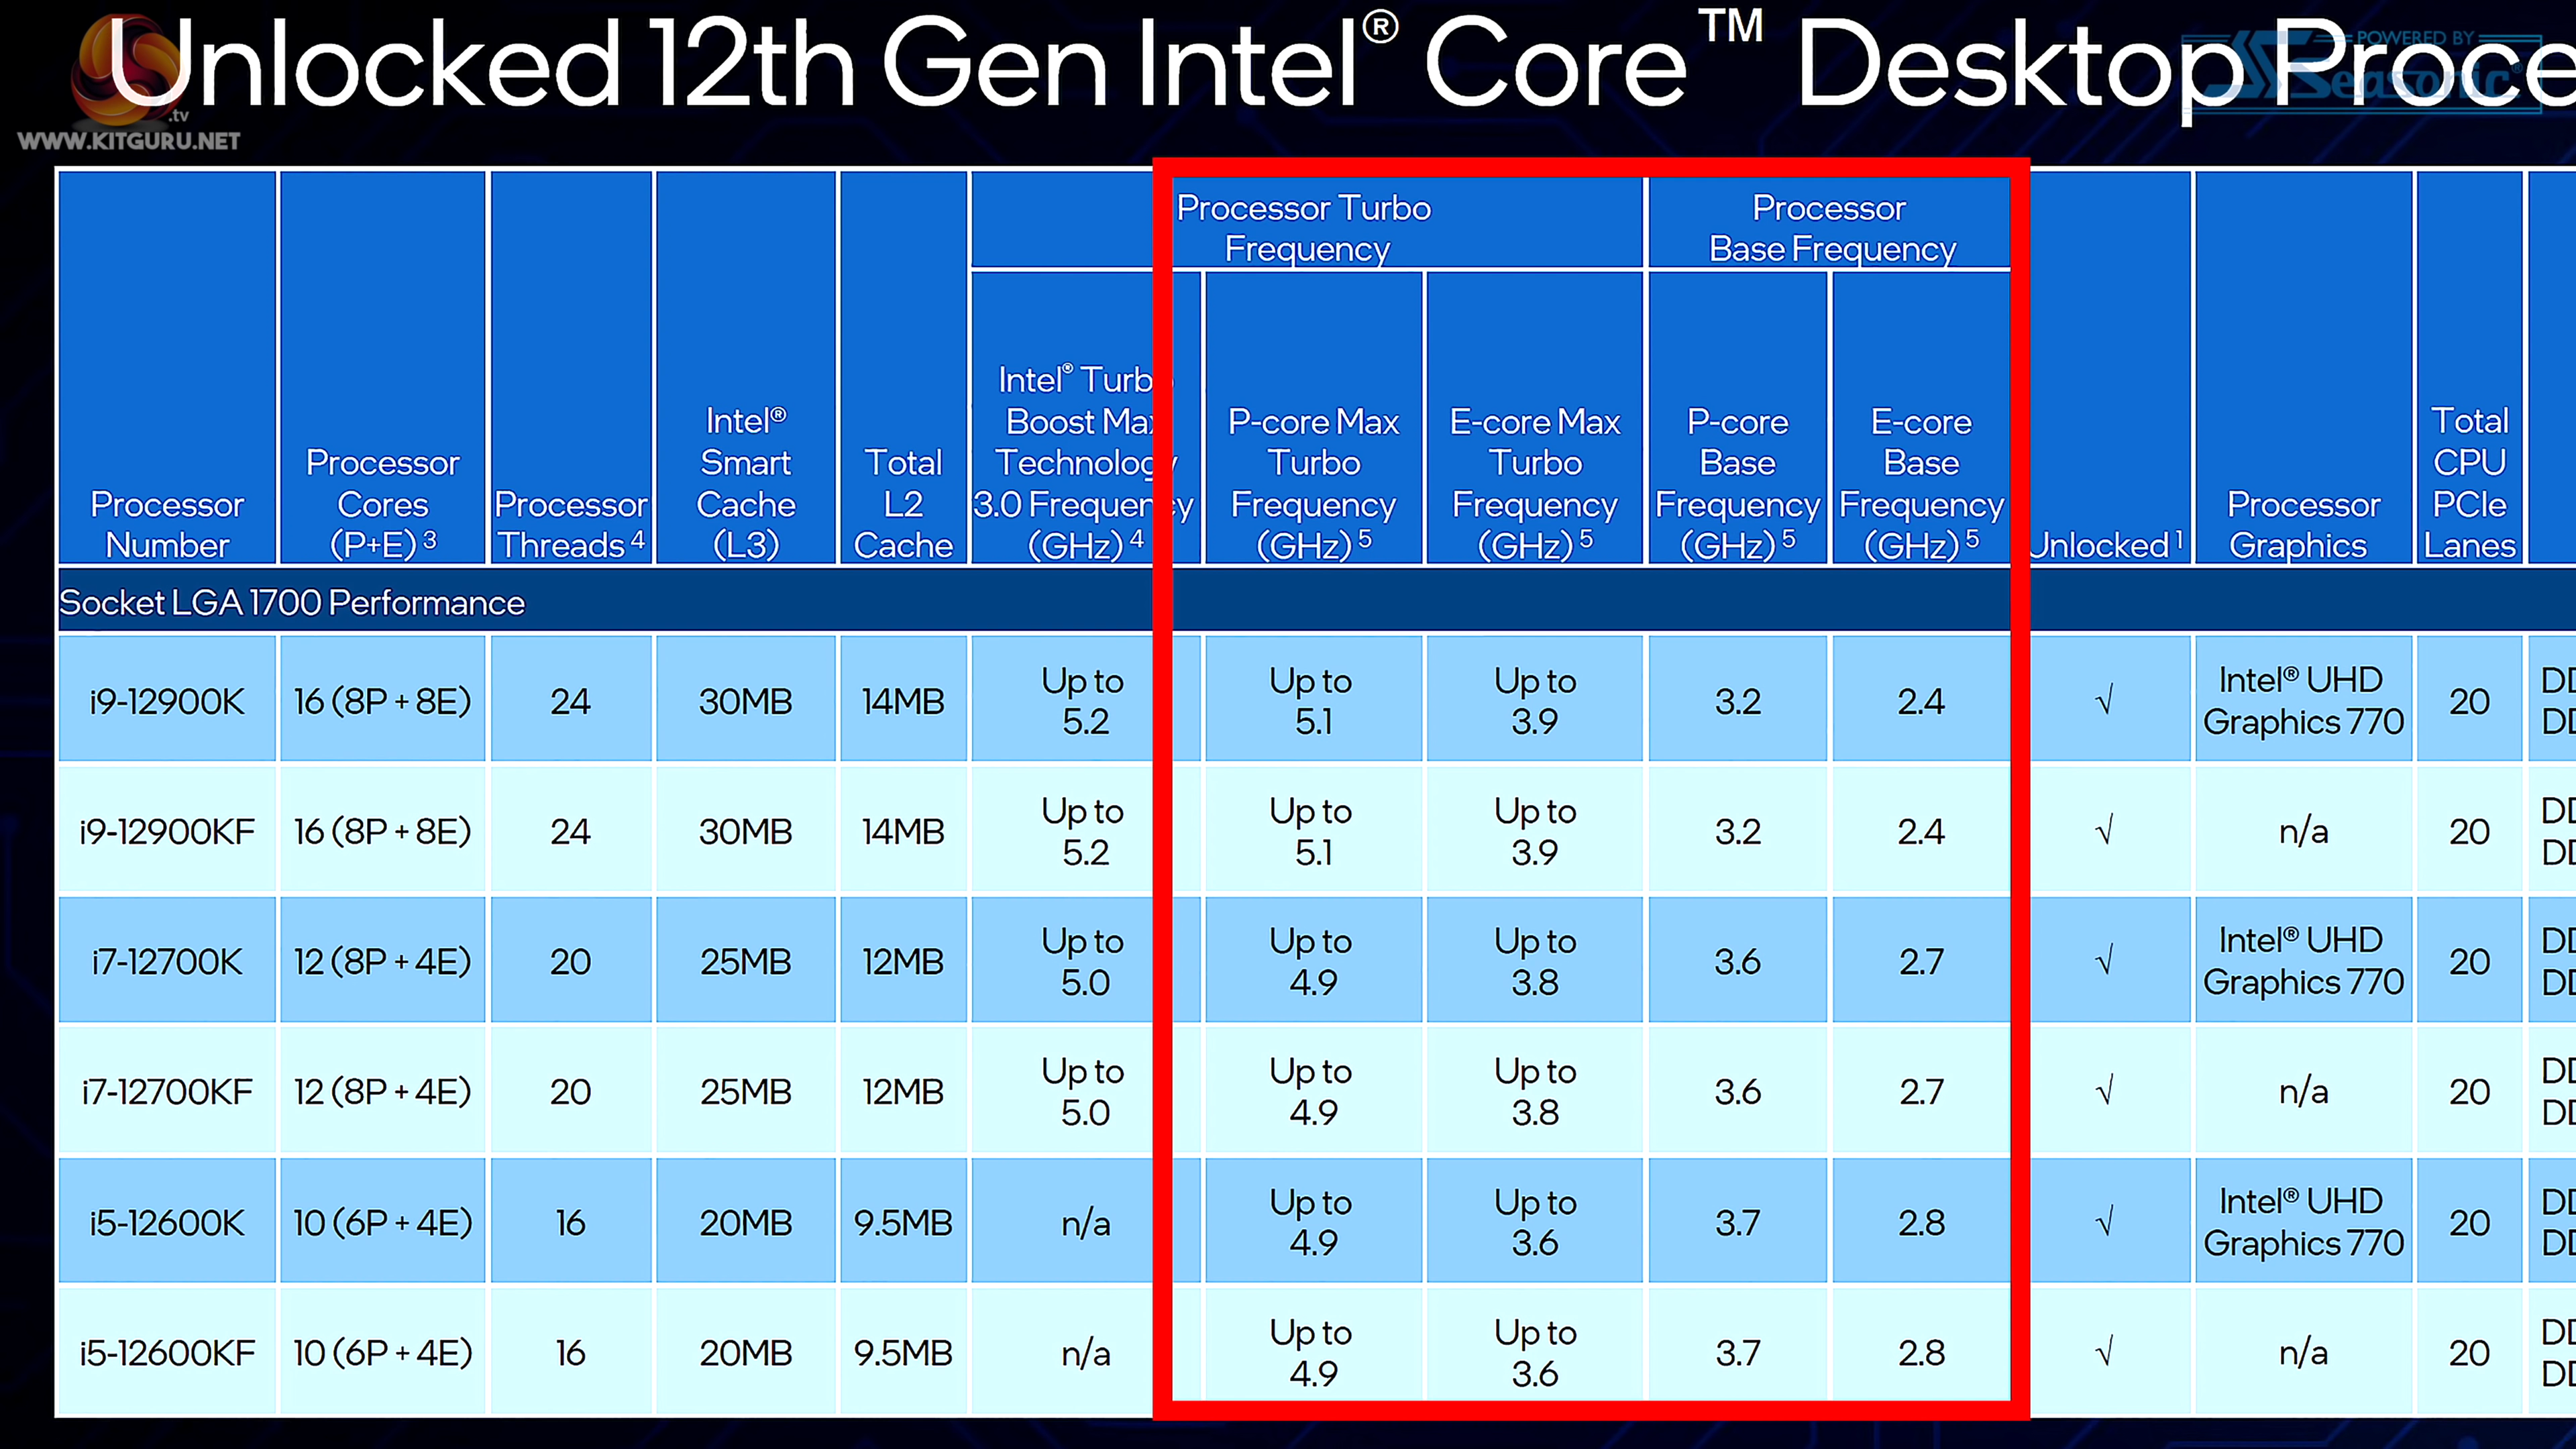 Unlocked 12th Gen Intel® Core™ Desktop Proce
.tv
WWW.KITGURU.NET
POWERED BY
Seasonic®
Processor Turbo
Frequency
Processor
Base Frequency
Processor
Number
Processor
Cores
(P+E) 3
Processor
Threads 4
Intel®
Smart
Cache
(L3)
Total
L2
Cache
Intel® Turb
Boost Max
Technology
3.0 Frequency
(GHz) 4
P-core Max
Turbo
Frequency
(GHz) 5
E-core Max
Turbo
Frequency
(GHz) 5
P-core
Base
Frequency
(GHz) 5
E-core
Base
Frequency
(GHz) 5
Unlocked 1
Processor
Graphics
Total
CPU
PCIe
Lanes
Socket LGA 1700 Performance
i9-12900K 16 (8P + 8E) 24 30MB 14MB Up to 5.2 Up to 5.1 Up to 3.9 3.2 2.4 √ Intel® UHD Graphics 770 20
i9-12900KF 16 (8P + 8E) 24 30MB 14MB Up to 5.2 Up to 5.1 Up to 3.9 3.2 2.4 √ n/a 20
i7-12700K 12 (8P + 4E) 20 25MB 12MB Up to 5.0 Up to 4.9 Up to 3.8 3.6 2.7 √ Intel® UHD Graphics 770 20
i7-12700KF 12 (8P + 4E) 20 25MB 12MB Up to 5.0 Up to 4.9 Up to 3.8 3.6 2.7 √ n/a 20
i5-12600K 10 (6P + 4E) 16 20MB 9.5MB n/a Up to 4.9 Up to 3.6 3.7 2.8 √ Intel® UHD Graphics 770 20
i5-12600KF 10 (6P + 4E) 16 20MB 9.5MB n/a Up to 4.9 Up to 3.6 3.7 2.8 √ n/a 20